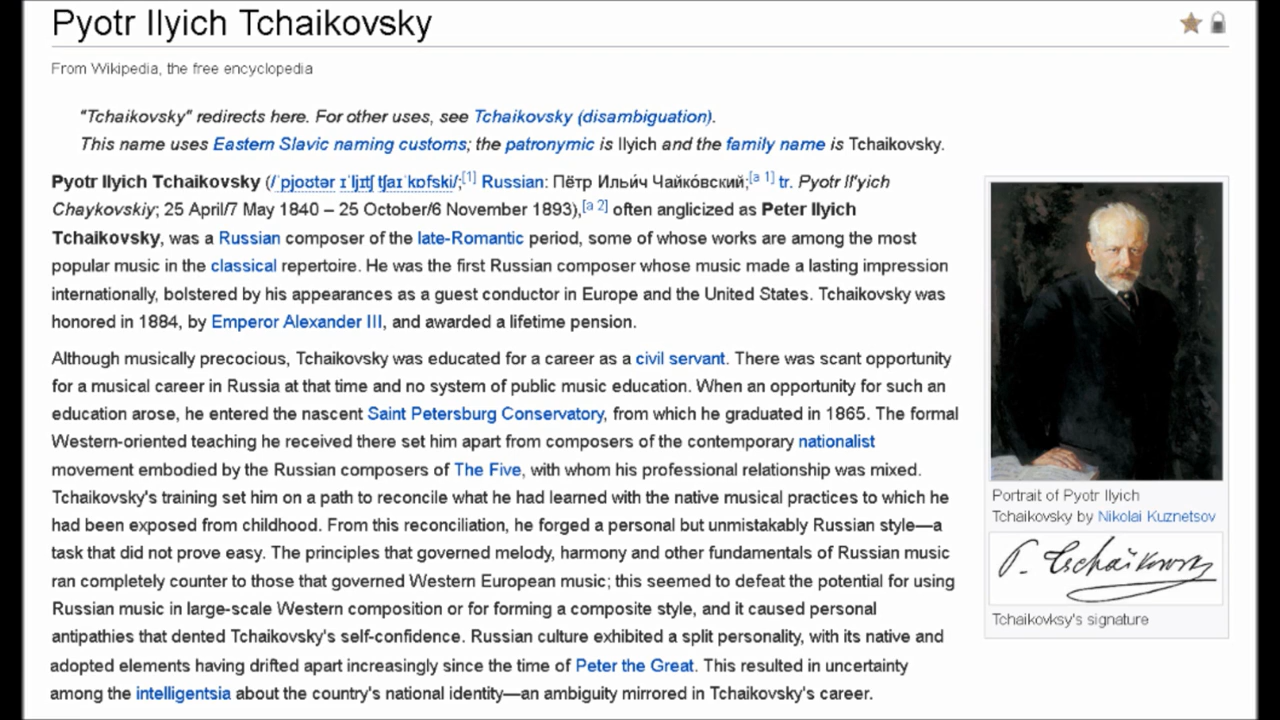 Pyotr Ilyich Tchaikovsky
From Wikipedia, the free encyclopedia
"Tchaikovsky" redirects here. For other uses, see Tchaikovsky (disambiguation).
This name uses Eastern Slavic naming customs; the patronymic is Ilyich and the family name is Tchaikovsky.
Pyotr Ilyich Tchaikovsky (/ˈpjoʊtər ɪˈljɪtʃ tʃaɪˈkɒfski/;[1] Russian: Пётр Ильи́ч Чайко́вский;[a 1] tr. Pyotr Il'yich
Chaykovskiy; 25 April/7 May 1840 – 25 October/6 November 1893),[a 2] often anglicized as Peter Ilyich
Tchaikovsky, was a Russian composer of the late-Romantic period, some of whose works are among the most
popular music in the classical repertoire. He was the first Russian composer whose music made a lasting impression
internationally, bolstered by his appearances as a guest conductor in Europe and the United States. Tchaikovsky was
honored in 1884, by Emperor Alexander III, and awarded a lifetime pension.
Although musically precocious, Tchaikovsky was educated for a career as a civil servant. There was scant opportunity
for a musical career in Russia at that time and no system of public music education. When an opportunity for such an
education arose, he entered the nascent Saint Petersburg Conservatory, from which he graduated in 1865. The formal
Western-oriented teaching he received there set him apart from composers of the contemporary nationalist
movement embodied by the Russian composers of The Five, with whom his professional relationship was mixed.
Tchaikovsky's training set him on a path to reconcile what he had learned with the native musical practices to which he
had been exposed from childhood. From this reconciliation, he forged a personal but unmistakably Russian style—a
task that did not prove easy. The principles that governed melody, harmony and other fundamentals of Russian music
ran completely counter to those that governed Western European music; this seemed to defeat the potential for using
Russian music in large-scale Western composition or for forming a composite style, and it caused personal
antipathies that dented Tchaikovsky's self-confidence. Russian culture exhibited a split personality, with its native and
adopted elements having drifted apart increasingly since the time of Peter the Great. This resulted in uncertainty
among the intelligentsia about the country's national identity—an ambiguity mirrored in Tchaikovsky's career.
Portrait of Pyotr Ilyich
Tchaikovsky by Nikolai Kuznetsov
P. Tschaïkovsky
Tchaikovksy's signature